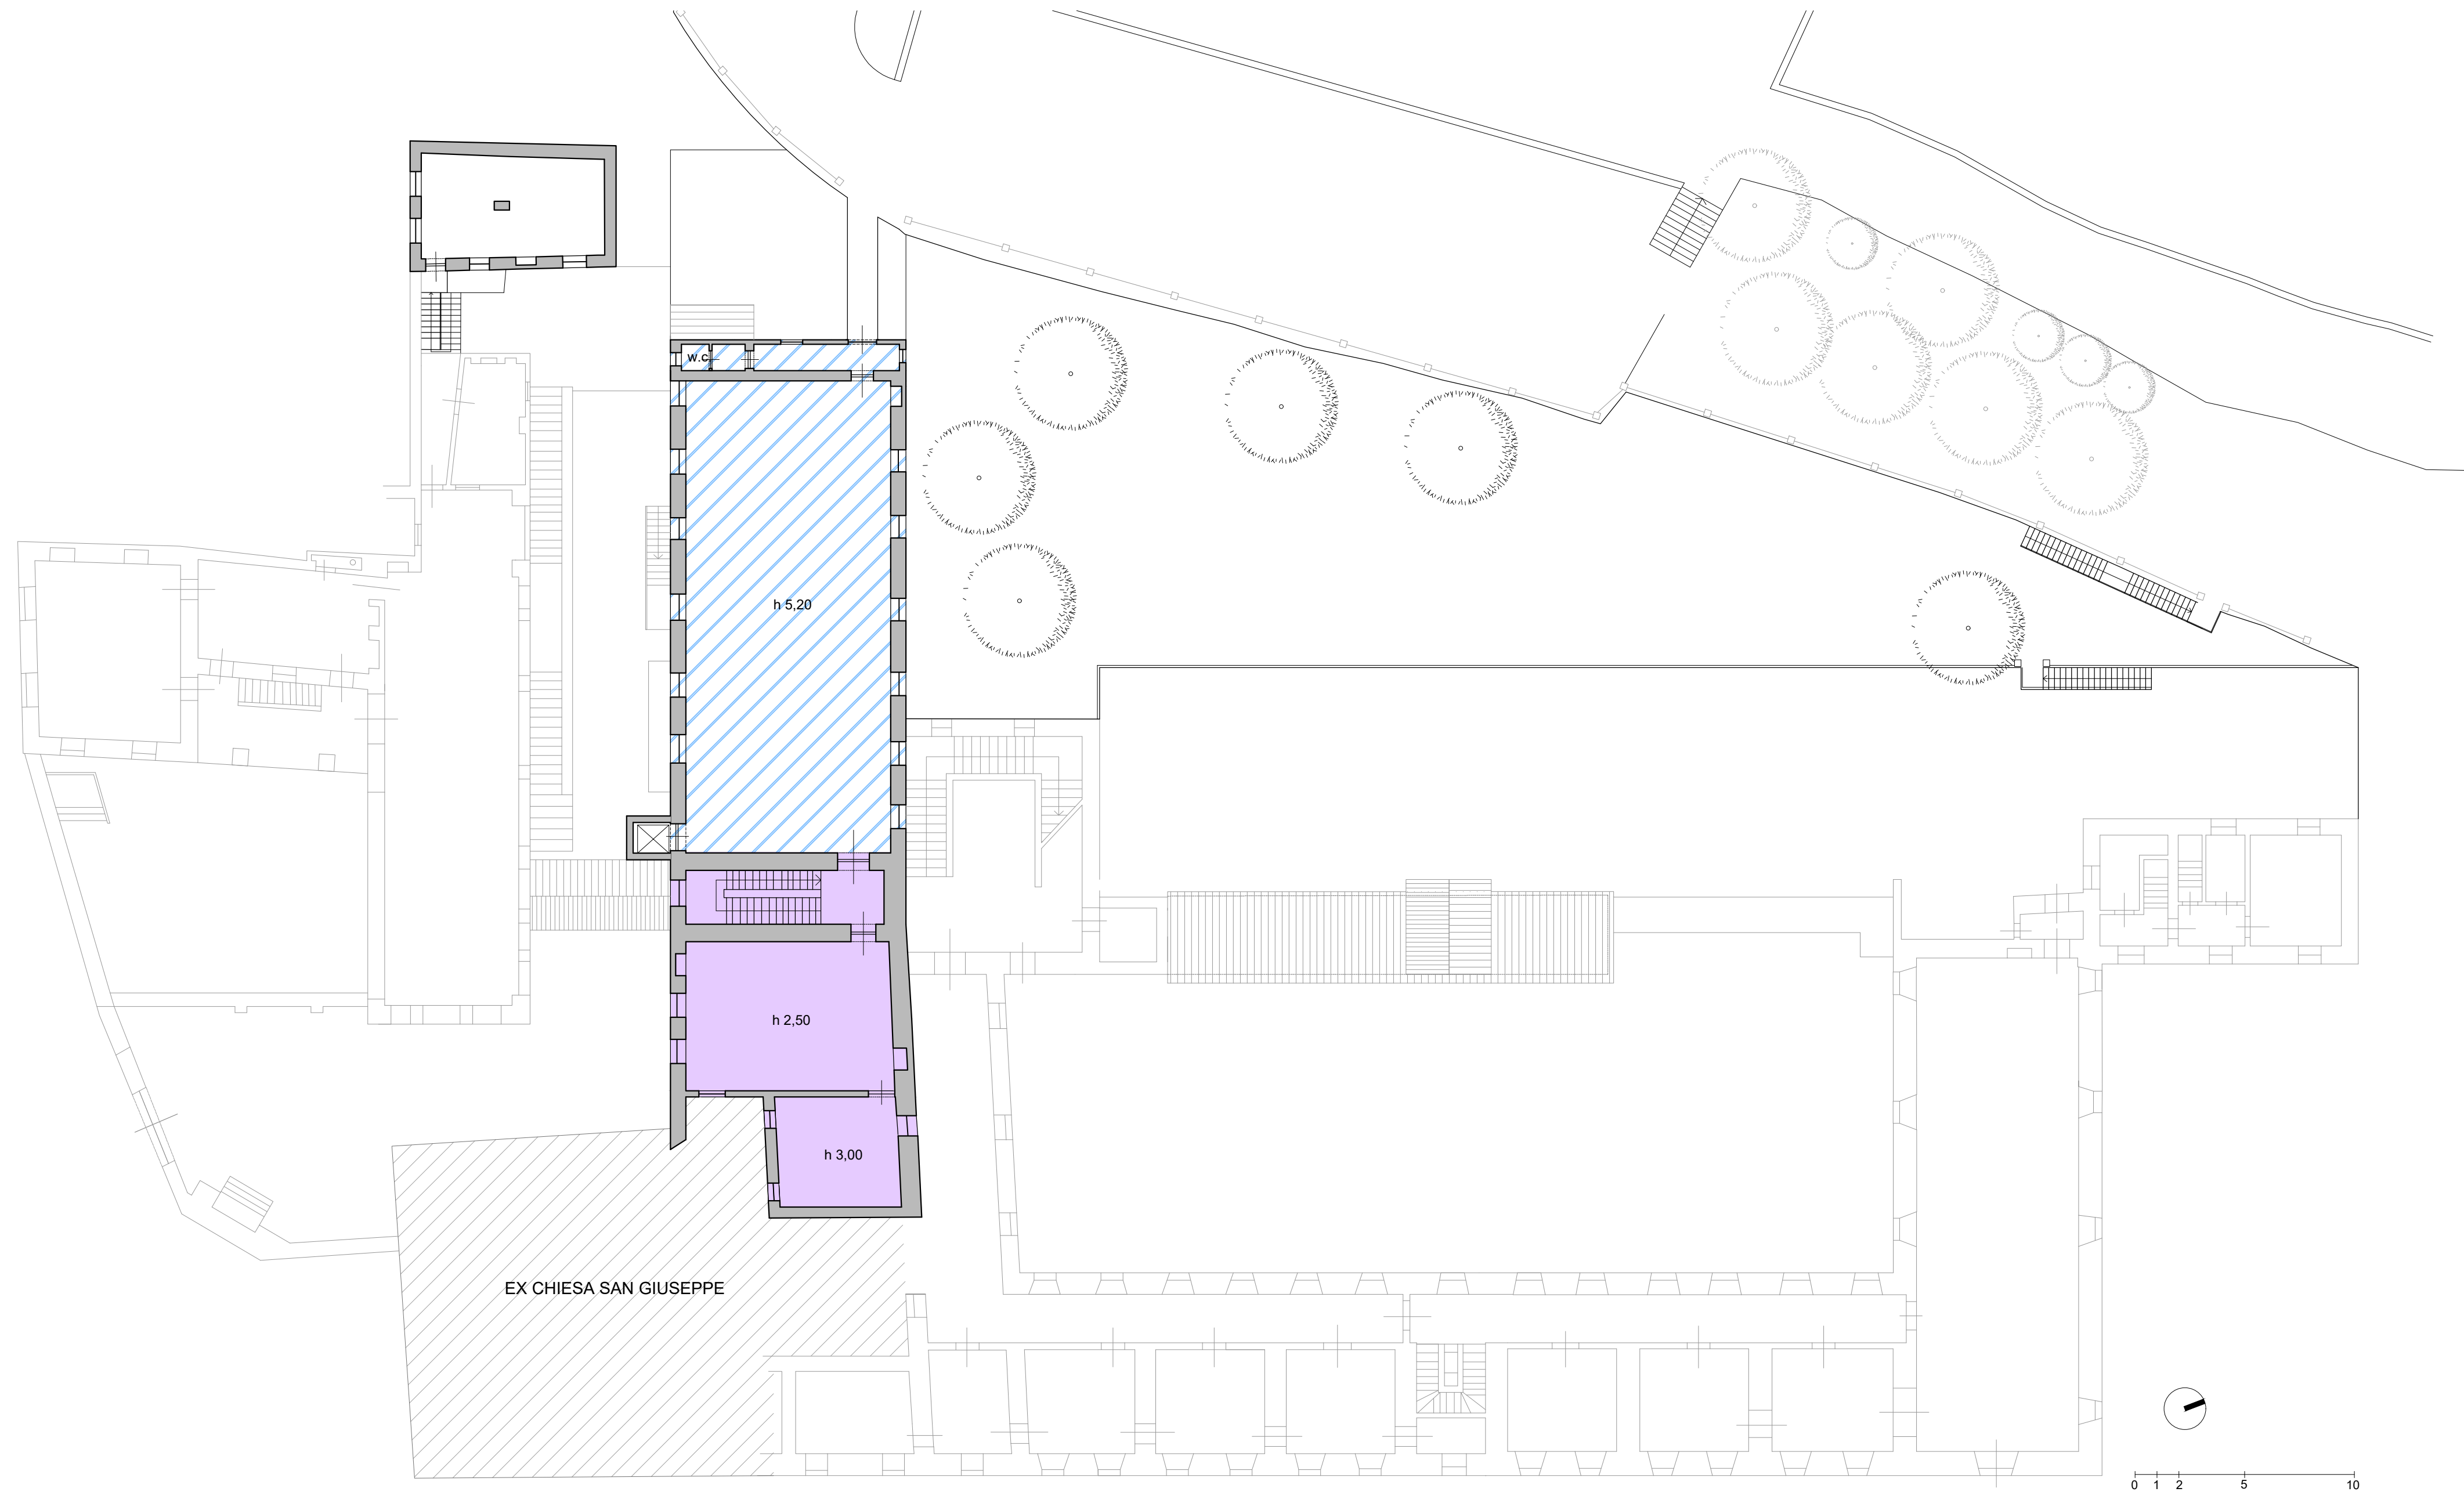 w.c.
h 5,20
h 2,50
h 3,00
EX CHIESA SAN GIUSEPPE
0 1 2 5 10